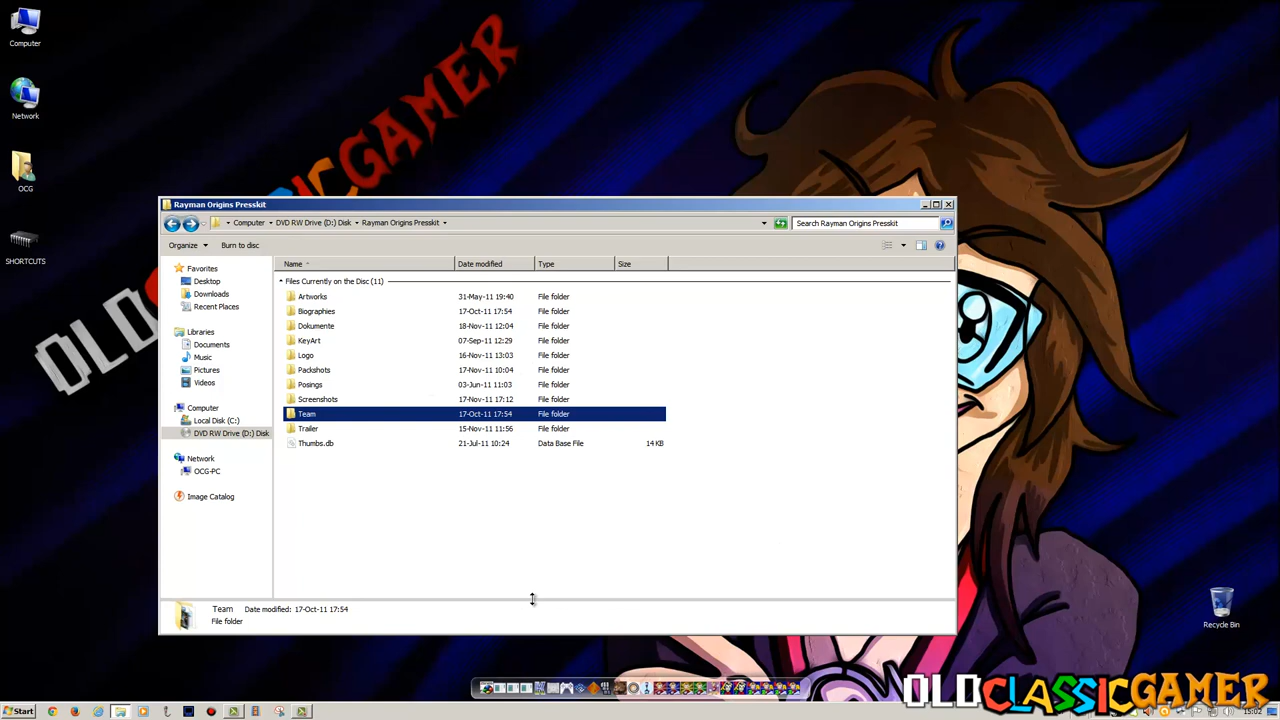 Computer
Network
OCG
SHORTCUTS
OLDCLASSICGAMER
Rayman Origins Presskit
Computer DVD RW Drive (D:) Disk Rayman Origins Presskit
Search Rayman Origins Presskit
Organize Burn to disc
Favorites
Desktop
Downloads
Recent Places
Libraries
Documents
Music
Pictures
Videos
Computer
Local Disk (C:)
DVD RW Drive (D:) Disk
Network
OCG-PC
Image Catalog
Name Date modified Type Size
Files Currently on the Disc (11)
Artworks 31-May-11 19:40 File folder
Biographies 17-Oct-11 17:54 File folder
Dokumente 18-Nov-11 12:04 File folder
KeyArt 07-Sep-11 12:29 File folder
Logo 16-Nov-11 13:03 File folder
Packshots 17-Nov-11 10:04 File folder
Posings 03-Jun-11 11:03 File folder
Screenshots 17-Nov-11 17:12 File folder
Team 17-Oct-11 17:54 File folder
Trailer 15-Nov-11 11:56 File folder
Thumbs.db 21-Jul-11 10:24 Data Base File 14 KB
Team Date modified: 17-Oct-11 17:54
File folder
Recycle Bin
OLDCLASSICGAMER
Start
15:02